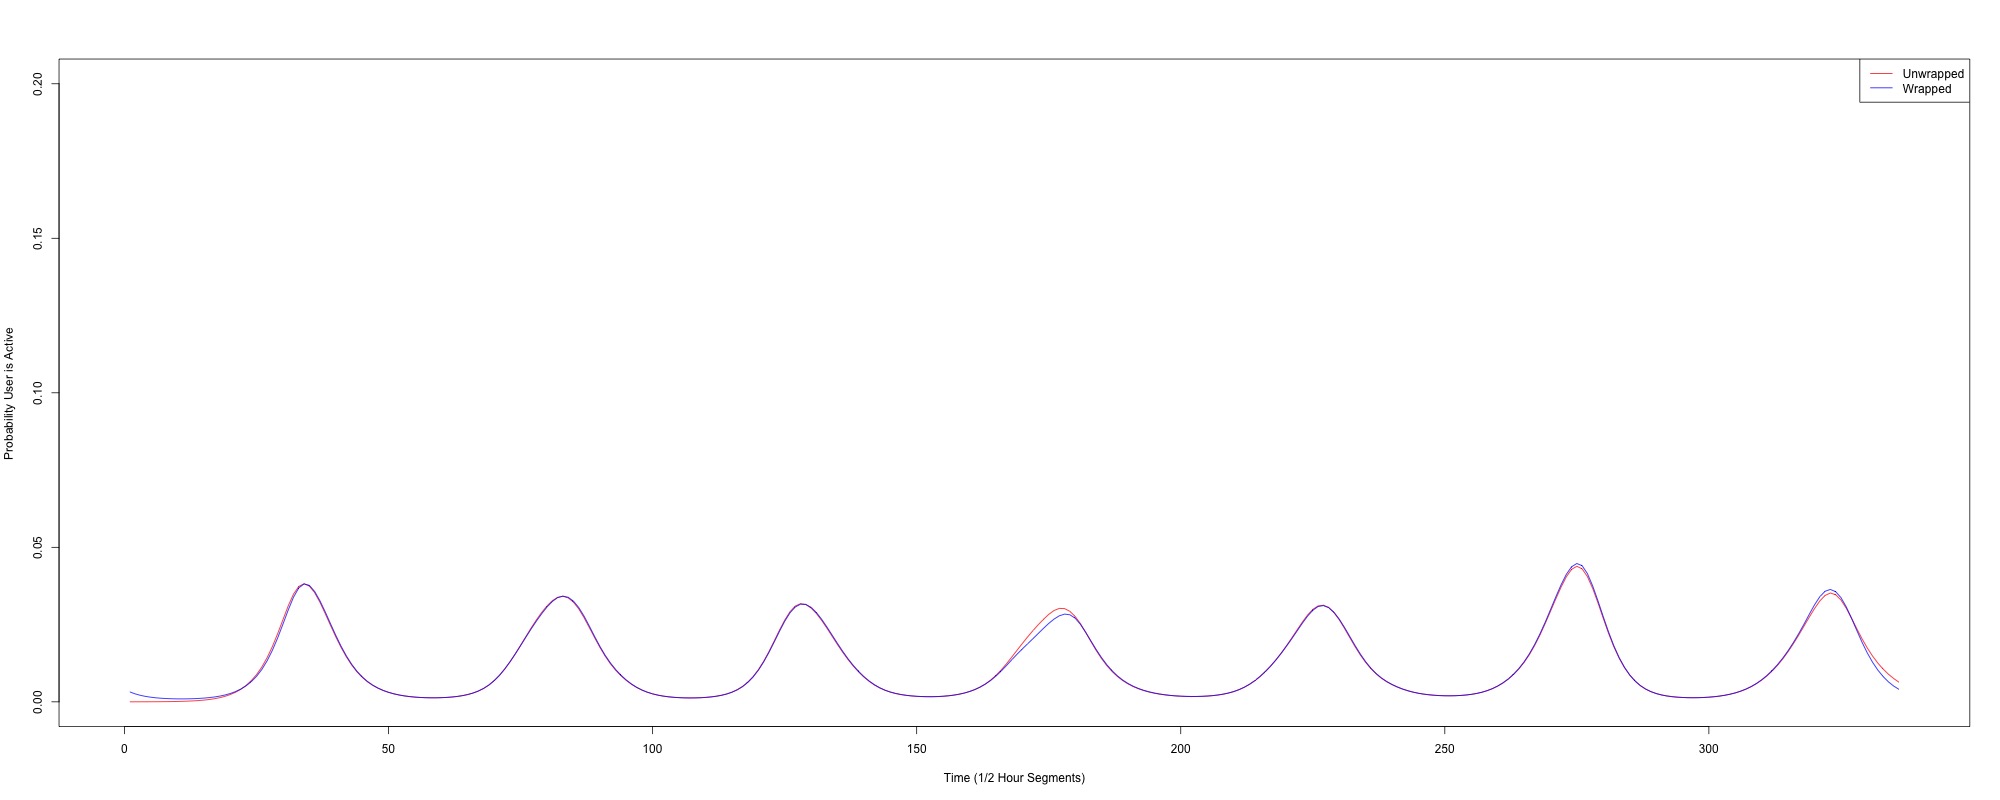 Unwrapped
Wrapped
0.20
0.15
0.10
0.05
0.00
Probability User is Active
0 50 100 150 200 250 300
Time (1/2 Hour Segments)